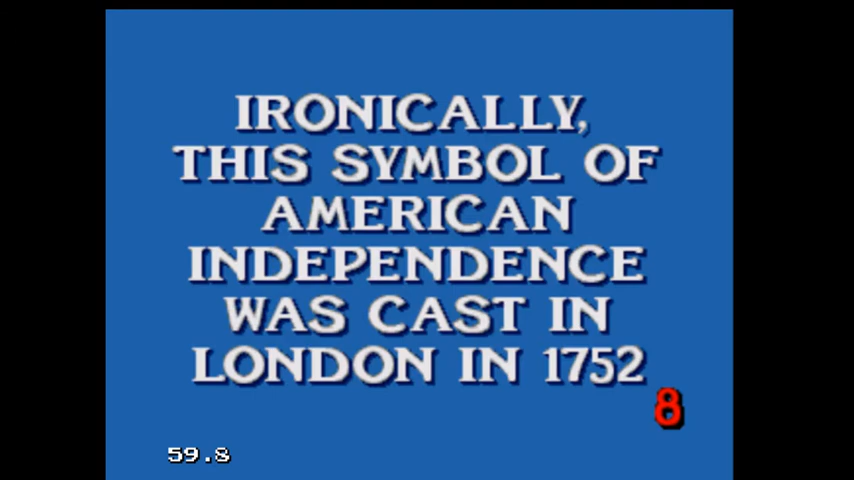 IRONICALLY,
THIS SYMBOL OF
AMERICAN
INDEPENDENCE
WAS CAST IN
LONDON IN 1752
8
59.8